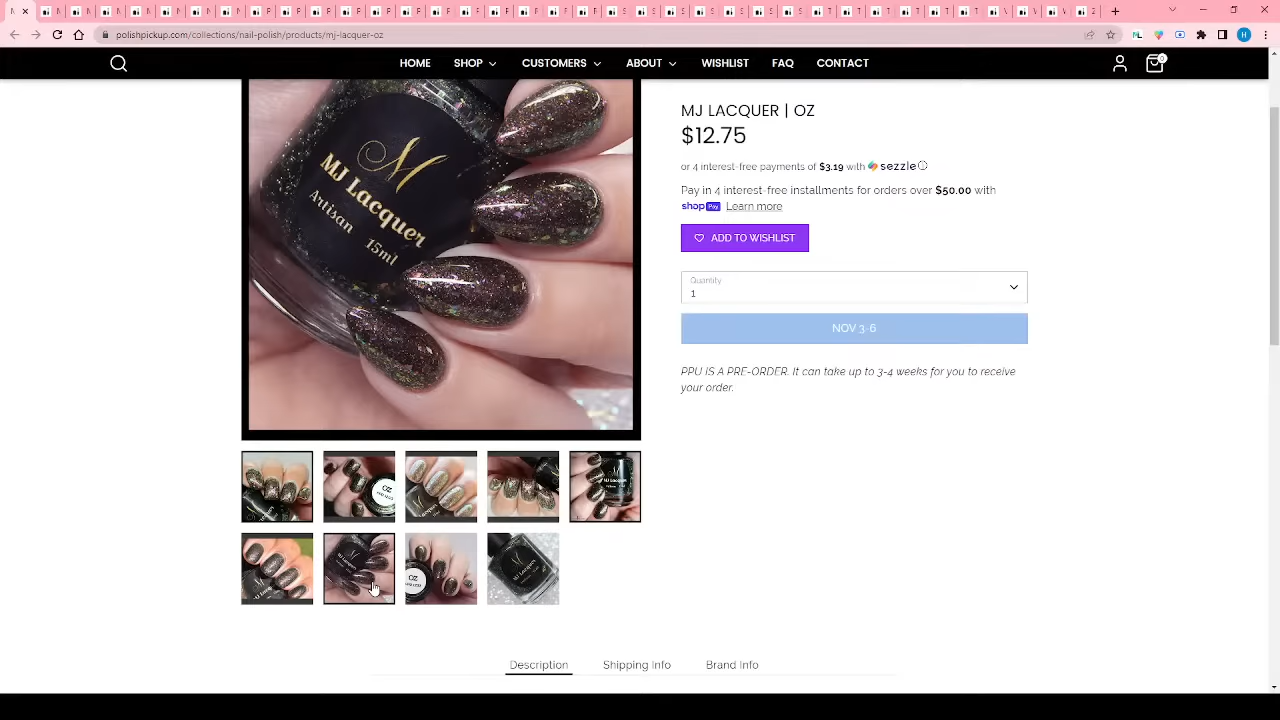 polishpickup.com/collections/nail-polish/products/mj-lacquer-oz
HOME SHOP CUSTOMERS ABOUT WISHLIST FAQ CONTACT
0
M
MJ Lacquer
Artisan 15ml
MJ LACQUER | OZ
$12.75
or 4 interest-free payments of $3.19 with sezzle
Pay in 4 interest-free installments for orders over $50.00 with
shop Pay Learn more
ADD TO WISHLIST
Quantity
1
NOV 3-6
PPU IS A PRE-ORDER. It can take up to 3-4 weeks for you to receive
your order.
OZ
OZ
Description Shipping Info Brand Info